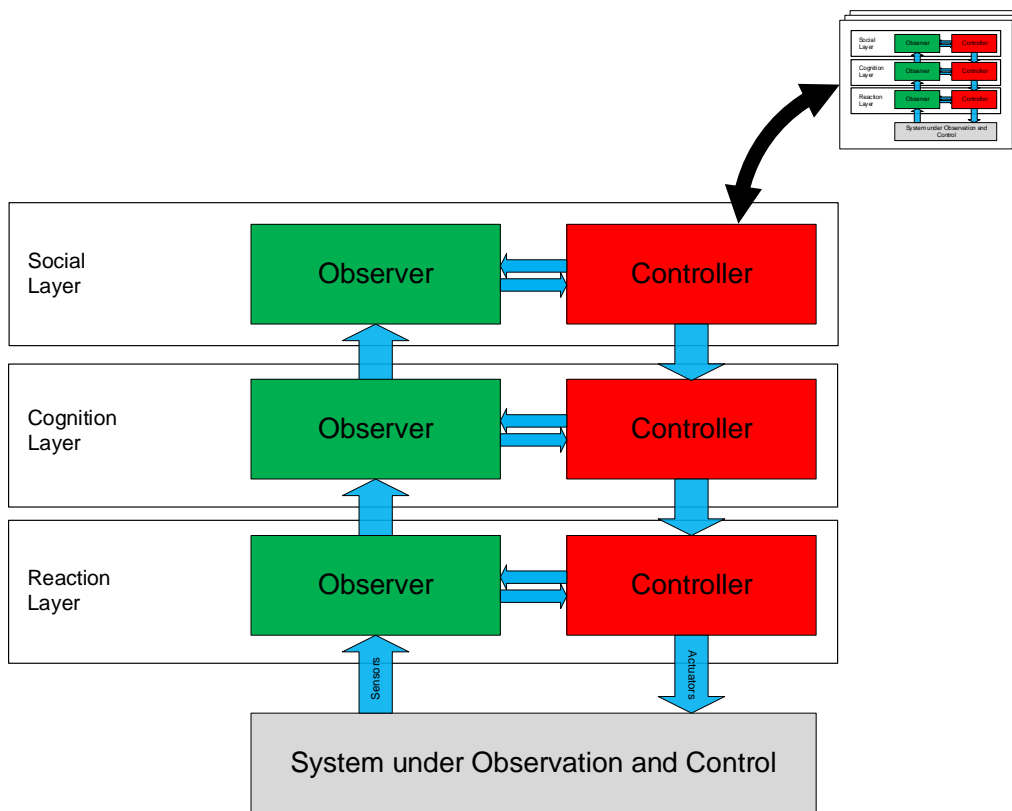 Social
Layer
Observer
Controller
Cognition
Layer
Observer
Controller
Reaction
Layer
Observer
Controller
System under Observation and
Control
Social
Layer
Observer
Controller
Cognition
Layer
Observer
Controller
Reaction
Layer
Observer
Controller
Sensors
Actuators
System under Observation and Control